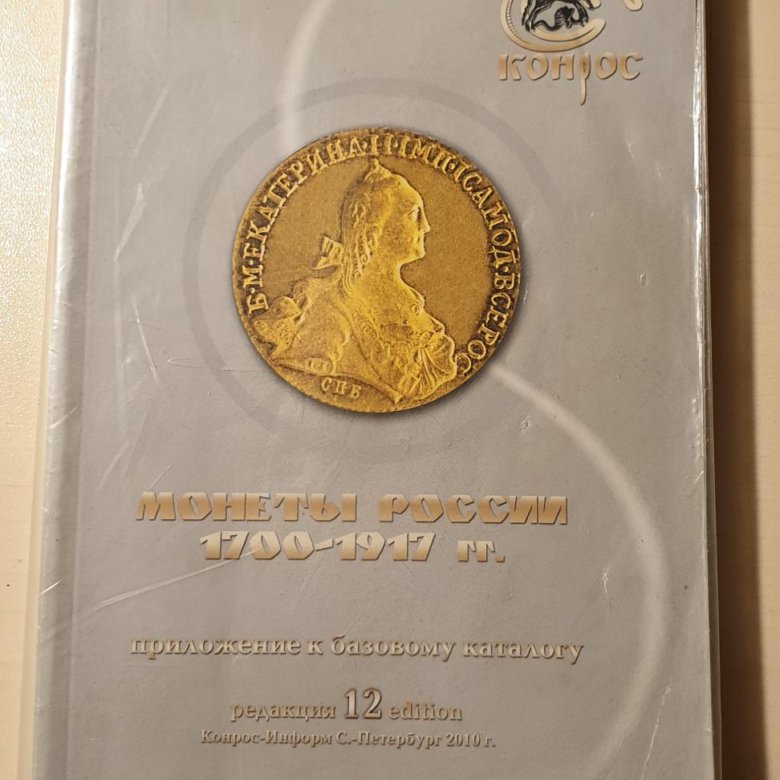 КОНРОС
Б·М·ЕКАТЕРИНА·II·IМП·IСАМОД·ВСЕРОС
СПБ
МОНЕТЫ РОССИИ
1700-1917 гг.
приложение к базовому каталогу
редакция 12 edition
Конрос-Информ С.-Петербург 2010 г.